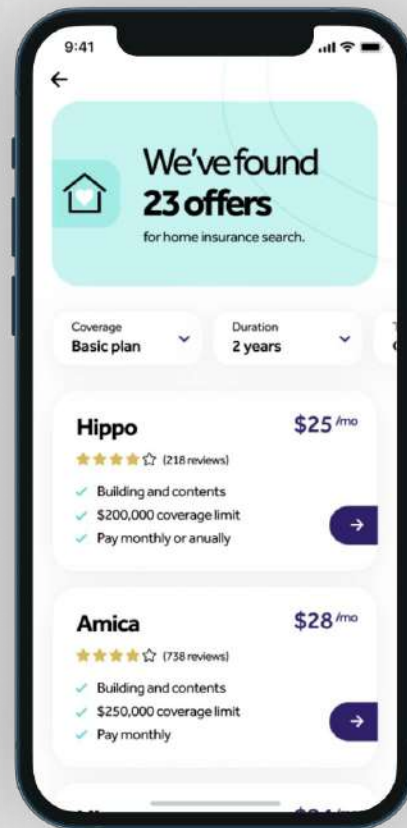 9:41
We've found
23 offers
for home insurance search.
Coverage
Basic plan
Duration
2 years
Hippo
$25 /mo
(218 reviews)
Building and contents
$200,000 coverage limit
Pay monthly or anually
Amica
$28 /mo
(738 reviews)
Building and contents
$250,000 coverage limit
Pay monthly